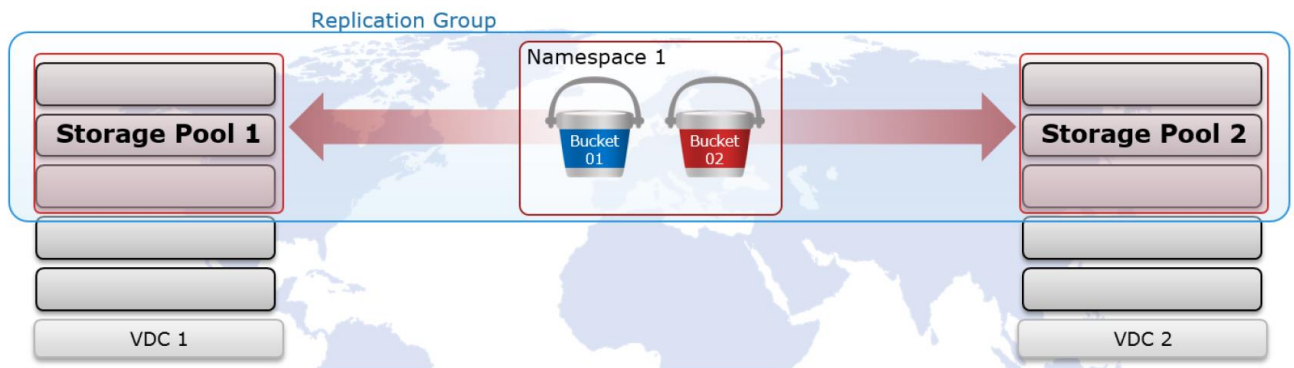 Replication Group
Namespace 1
Storage Pool 1
Bucket
01
Bucket
02
Storage Pool 2
VDC 1
VDC 2